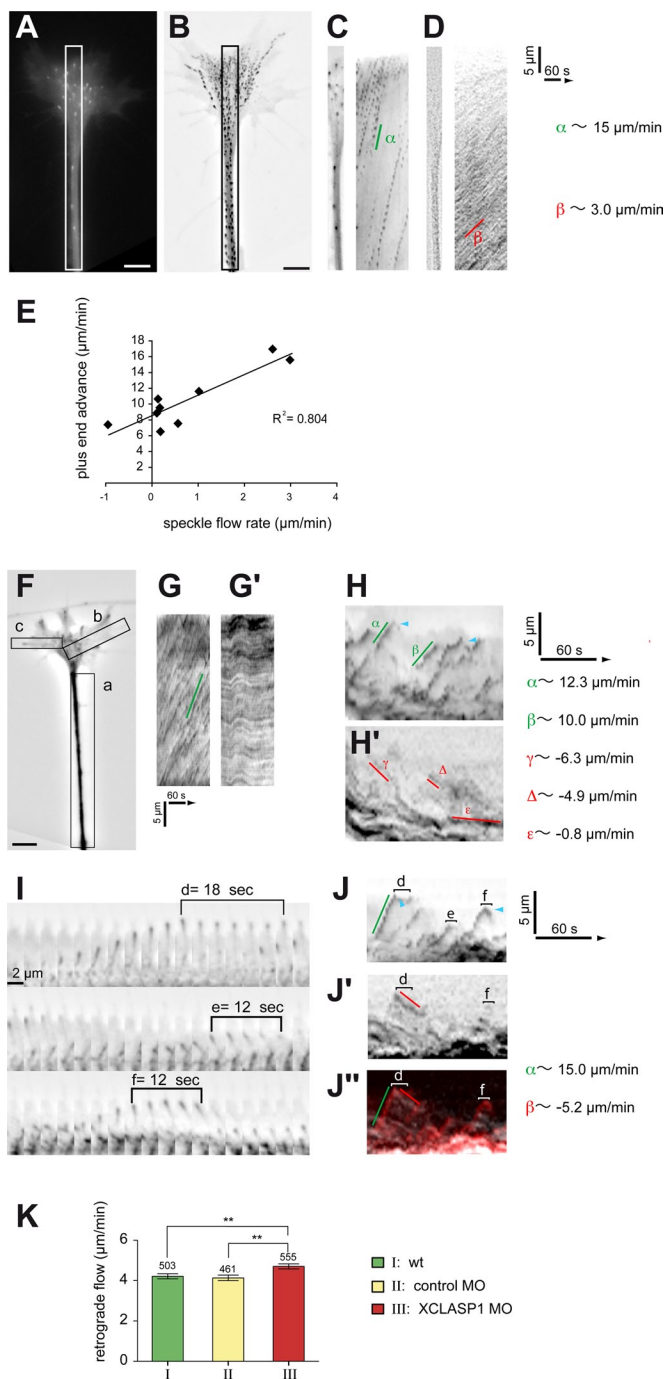 A
B
C
D
5 µm
60 s
α
β
α ~ 15 µm/min
β ~ 3.0 µm/min
E
plus end advance (µm/min)
18
16
14
12
10
8
6
4
2
R²= 0.804
-1
0
1
2
3
4
speckle flow rate (µm/min)
F
c
b
a
G
G'
5 µm
60 s
H
α
β
H'
γ
Δ
ε
5 µm
60 s
α~ 12.3 µm/min
β~ 10.0 µm/min
γ~ -6.3 µm/min
Δ~ -4.9 µm/min
ε~ -0.8 µm/min
I
d= 18 sec
2 µm
e= 12 sec
f= 12 sec
J
d
e
f
5 µm
60 s
J'
d
f
J"
d
f
α~ 15.0 µm/min
β~ -5.2 µm/min
K
retrograde flow (µm/min)
6
4
2
0
**
**
503
461
555
I
II
III
I: wt
II: control MO
III: XCLASP1 MO